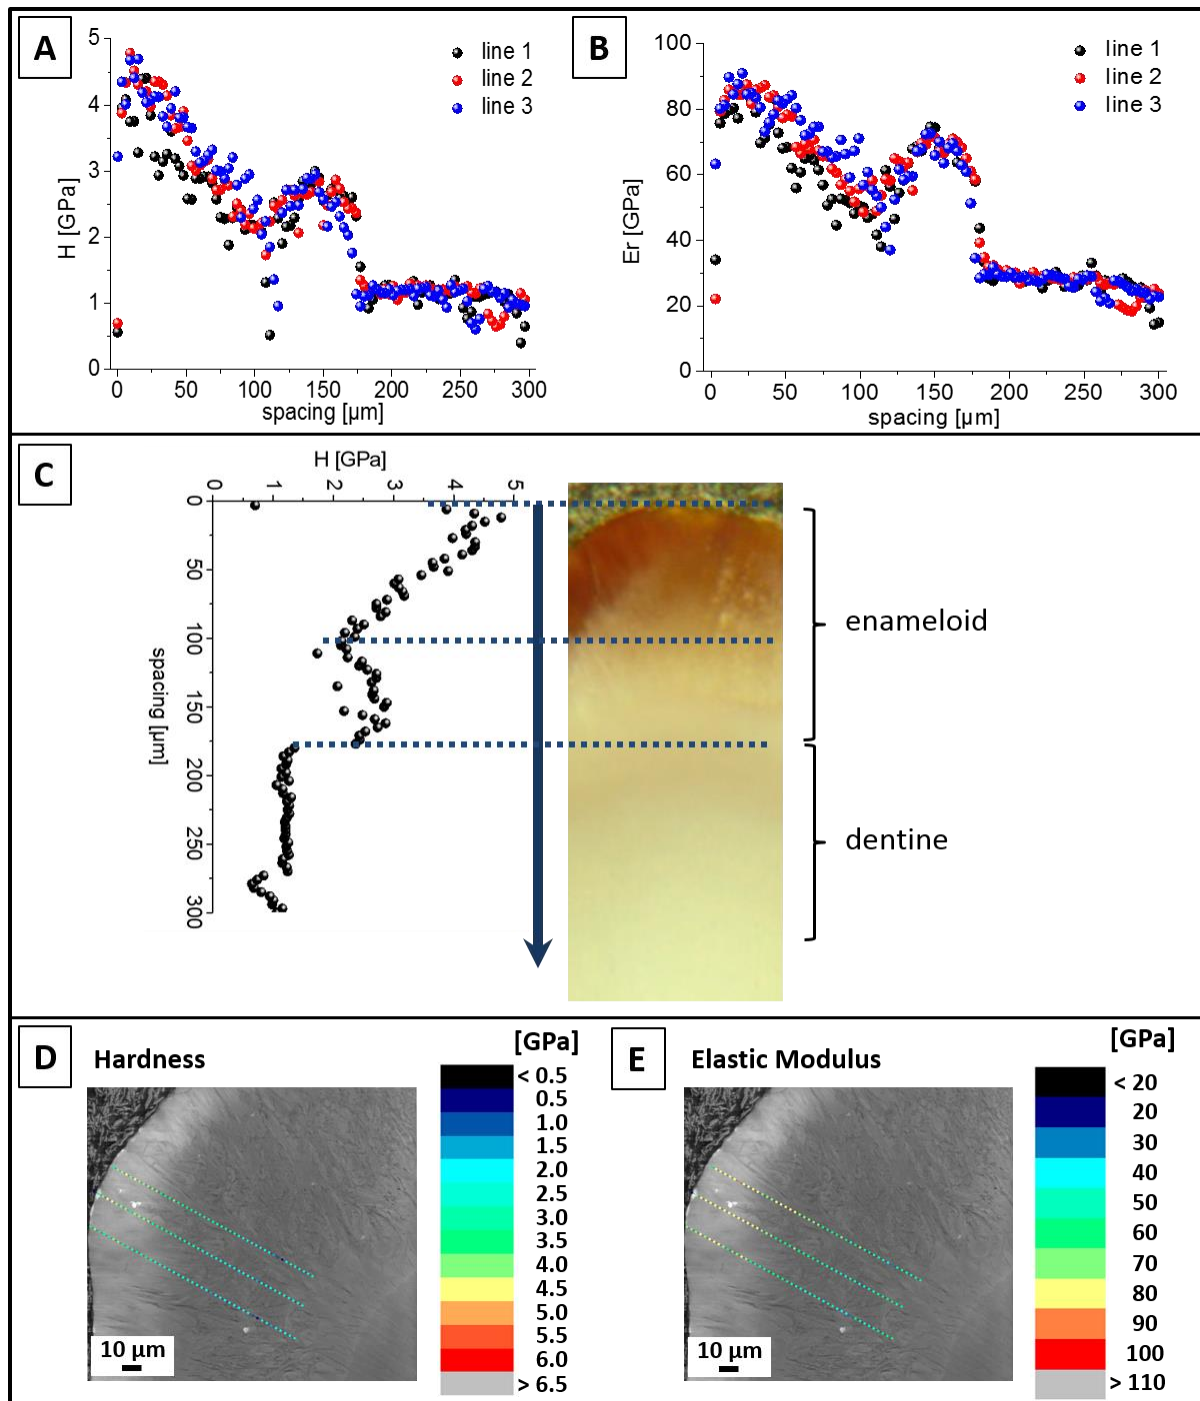 A
5
4
3
2
1
0
H [GPa]
line 1
line 2
line 3
0 50 100 150 200 250 300
spacing [µm]
B
100
80
60
40
20
0
Er [GPa]
line 1
line 2
line 3
0 50 100 150 200 250 300
spacing [µm]
C
H [GPa]
0 1 2 3 4 5
0
50
100
150
200
250
300
spacing [µm]
enameloid
dentine
D
Hardness
[GPa]
< 0.5
0.5
1.0
1.5
2.0
2.5
3.0
3.5
4.0
4.5
5.0
5.5
6.0
> 6.5
10 µm
E
Elastic Modulus
[GPa]
< 20
20
30
40
50
60
70
80
90
100
> 110
10 µm